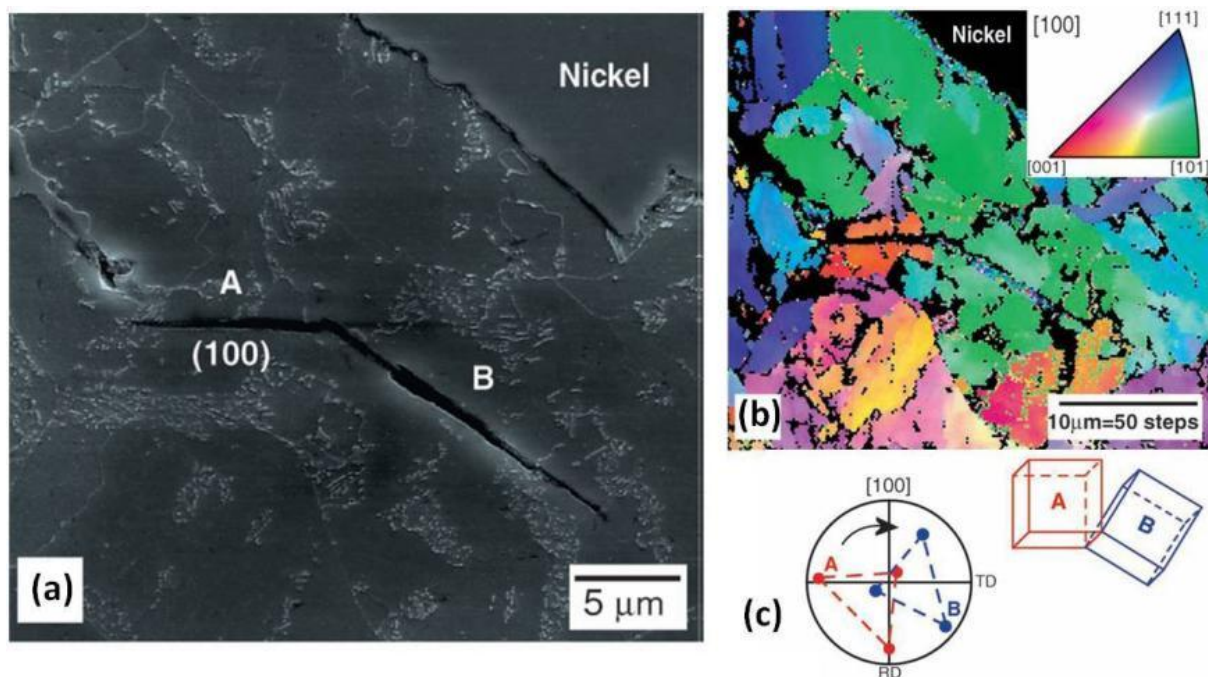 Nickel
A
(100)
B
(a)
5 μm
Nickel
[100]
[111]
[001]
[101]
(b)
10μm=50 steps
[100]
A
TD
B
RD
(c)
A
B